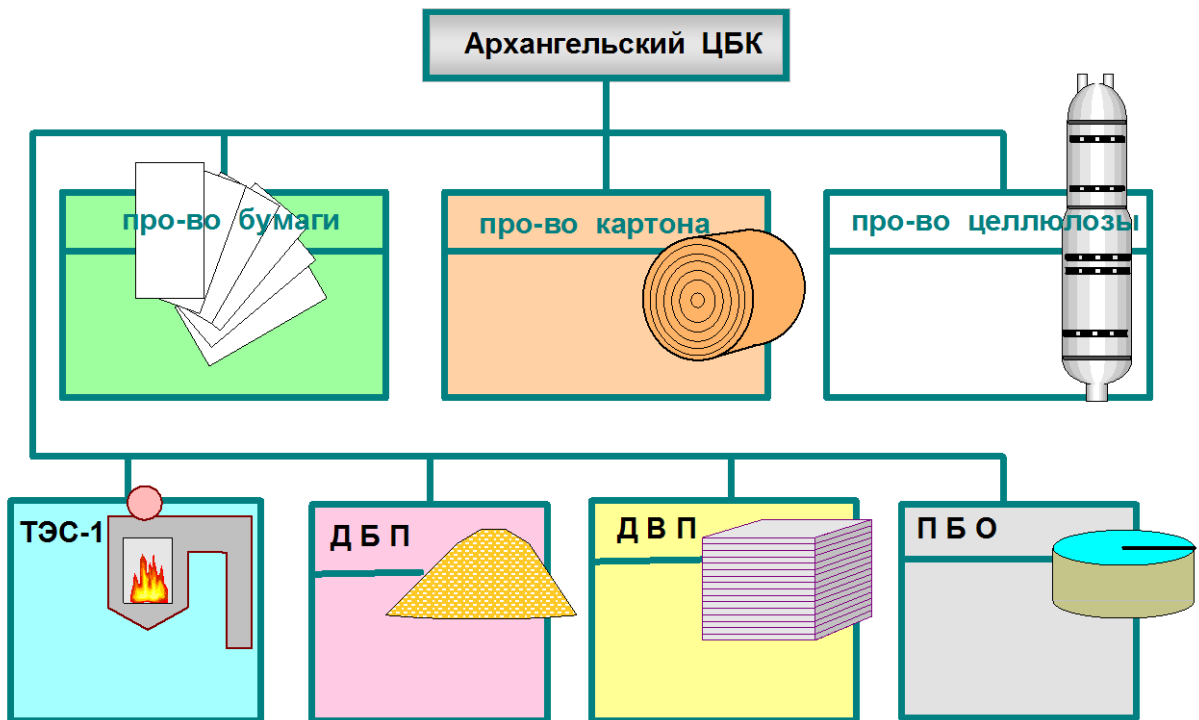 Архангельский ЦБК
про-во бумаги
про-во картона
про-во целлюлозы
ТЭС-1
Д Б П
Д В П
П Б О